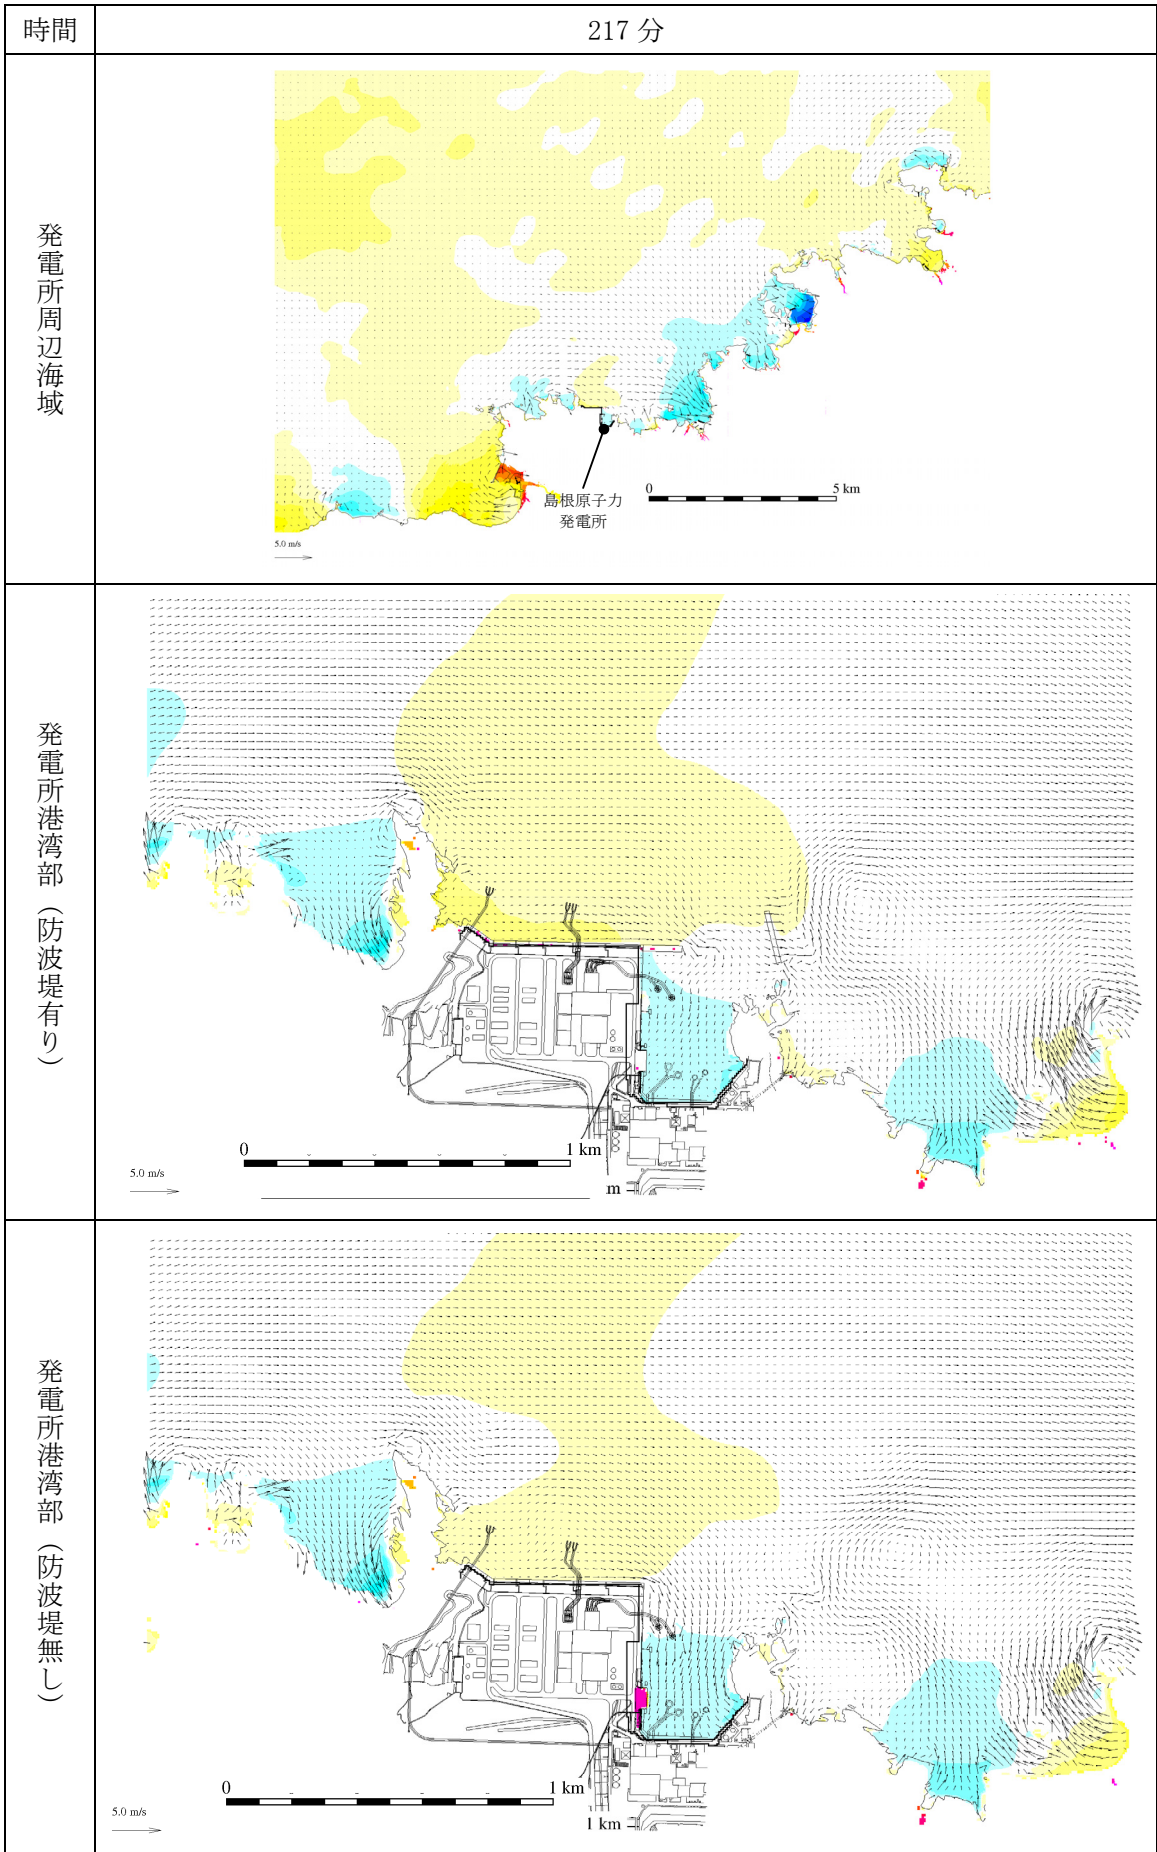 時間
217 分
発電所周辺海域
島根原子力
発電所
0
5 km
5.0 m/s
発電所港湾部（防波堤有り）
0
1 km
5.0 m/s
m
発電所港湾部（防波堤無し）
0
1 km
5.0 m/s
1 km